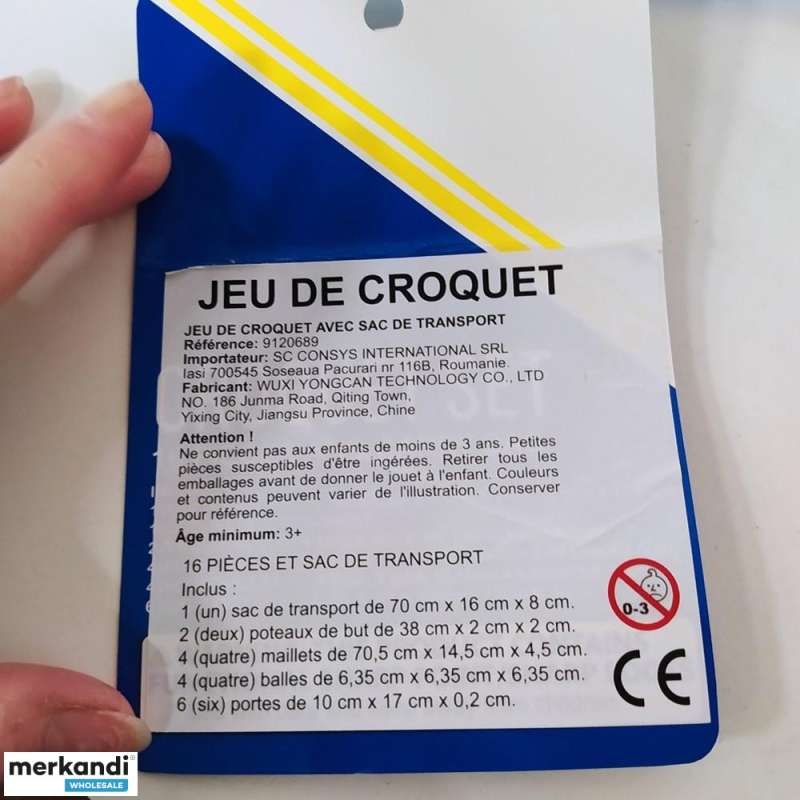 JEU DE CROQUET
JEU DE CROQUET AVEC SAC DE TRANSPORT
Référence: 9120689
Importateur: SC CONSYS INTERNATIONAL SRL
Iasi 700545 Soseaua Pacurari nr 116B, Roumanie.
Fabricant: WUXI YONGCAN TECHNOLOGY CO., LTD
NO. 186 Junma Road, Qiting Town,
Yixing City, Jiangsu Province, Chine
Attention !
Ne convient pas aux enfants de moins de 3 ans. Petites
pièces susceptibles d'être ingérées. Retirer tous les
emballages avant de donner le jouet à l'enfant. Couleurs
et contenus peuvent varier de l'illustration. Conserver
pour référence.
Âge minimum: 3+
16 PIÈCES ET SAC DE TRANSPORT
Inclus :
1 (un) sac de transport de 70 cm x 16 cm x 8 cm.
2 (deux) poteaux de but de 38 cm x 2 cm x 2 cm.
4 (quatre) maillets de 70,5 cm x 14,5 cm x 4,5 cm.
4 (quatre) balles de 6,35 cm x 6,35 cm x 6,35 cm.
6 (six) portes de 10 cm x 17 cm x 0,2 cm.
0-3
CE
merkandi
WHOLESALE